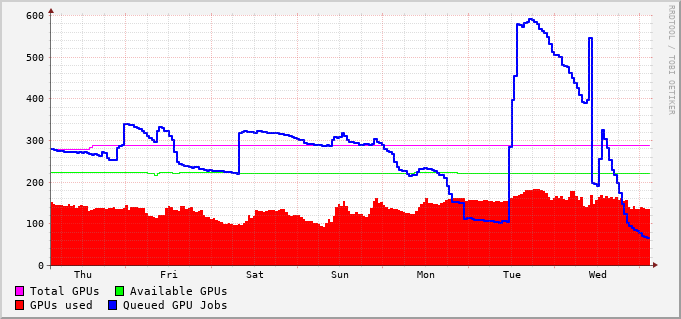 600
500
400
300
200
100
0
Thu Fri Sat Sun Mon Tue Wed
Total GPUs Available GPUs
GPUs used Queued GPU Jobs
RRDTOOL / TOBI OETIKER